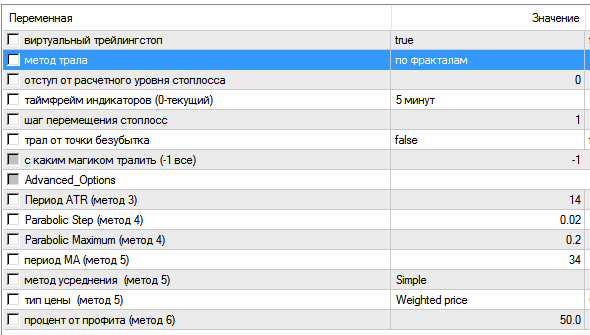 Переменная Значение
виртуальный трейлингстоп true
метод трала по фракталам
отступ от расчетного уровня стоплосса 0
таймфрейм индикаторов (0-текущий) 5 минут
шаг перемещения стоплосс 1
трал от точки безубытка false
с каким магиком тралить (-1 все) -1
Advanced_Options
Период ATR (метод 3) 14
Parabolic Step (метод 4) 0.02
Parabolic Maximum (метод 4) 0.2
период MA (метод 5) 34
метод усреднения (метод 5) Simple
тип цены (метод 5) Weighted price
процент от профита (метод 6) 50.0